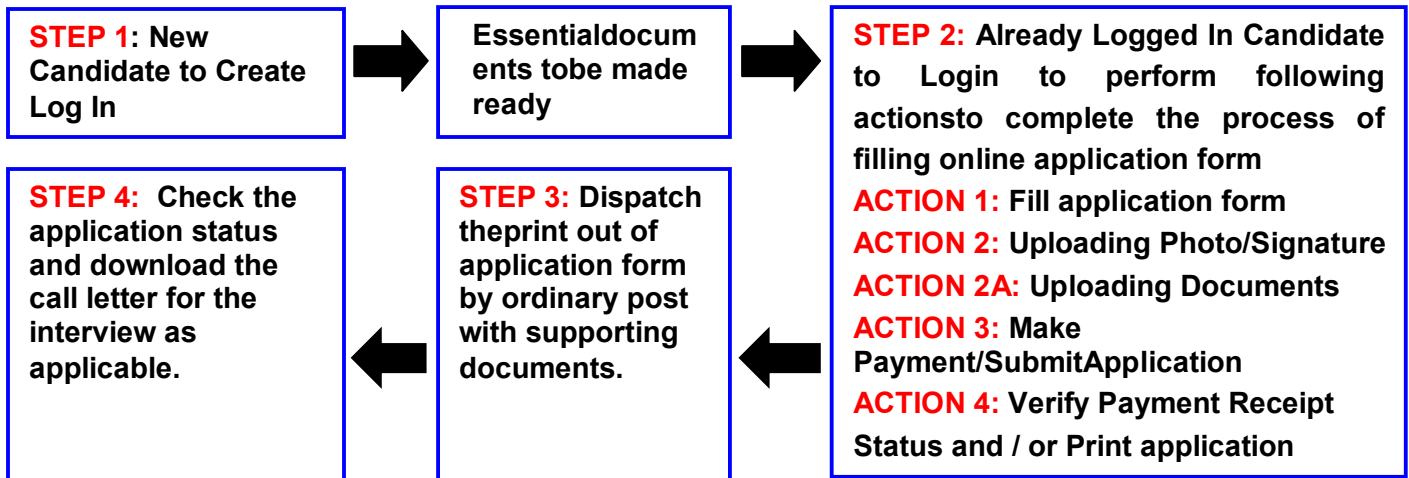 STEP 1: New
Candidate to Create
Log In
Essentialdocum
ents tobe made
ready
STEP 2: Already Logged In Candidate
to Login to perform following
actionsto complete the process of
filling online application form
ACTION 1: Fill application form
ACTION 2: Uploading Photo/Signature
ACTION 2A: Uploading Documents
ACTION 3: Make
Payment/SubmitApplication
ACTION 4: Verify Payment Receipt
Status and / or Print application
STEP 3: Dispatch
theprint out of
application form
by ordinary post
with supporting
documents.
STEP 4: Check the
application status
and download the
call letter for the
interview as
applicable.